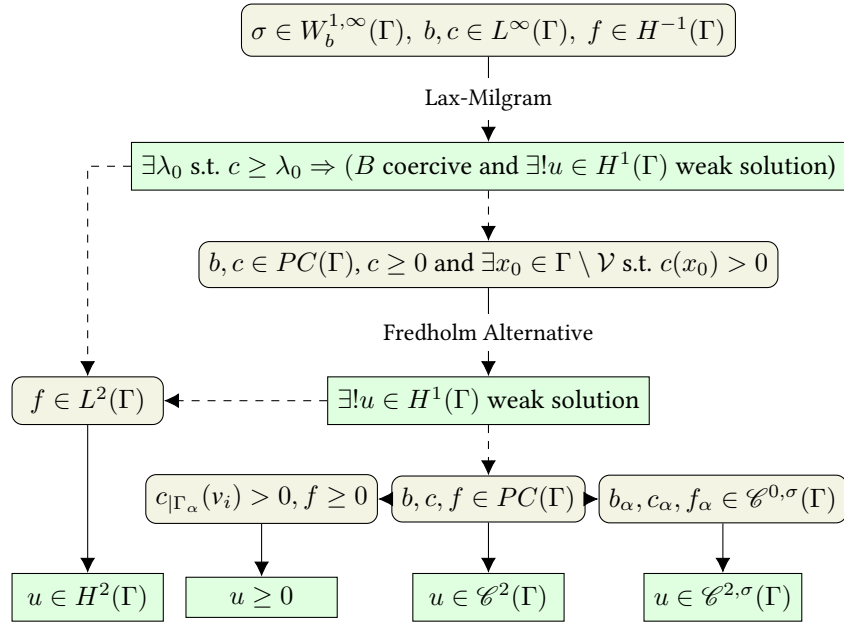 σ ∈ W_b^{1,∞}(Γ), b, c ∈ L^∞(Γ), f ∈ H^{-1}(Γ)
Lax-Milgram
∃λ_0 s.t. c ≥ λ_0 ⇒ (B coercive and ∃!u ∈ H^1(Γ) weak solution)
b, c ∈ PC(Γ), c ≥ 0 and ∃x_0 ∈ Γ \ 𝒱 s.t. c(x_0) > 0
Fredholm Alternative
f ∈ L^2(Γ)
∃!u ∈ H^1(Γ) weak solution
c_{|Γ_α}(v_i) > 0, f ≥ 0
b, c, f ∈ PC(Γ)
b_α, c_α, f_α ∈ 𝒞^{0,σ}(Γ)
u ∈ H^2(Γ)
u ≥ 0
u ∈ 𝒞^2(Γ)
u ∈ 𝒞^{2,σ}(Γ)